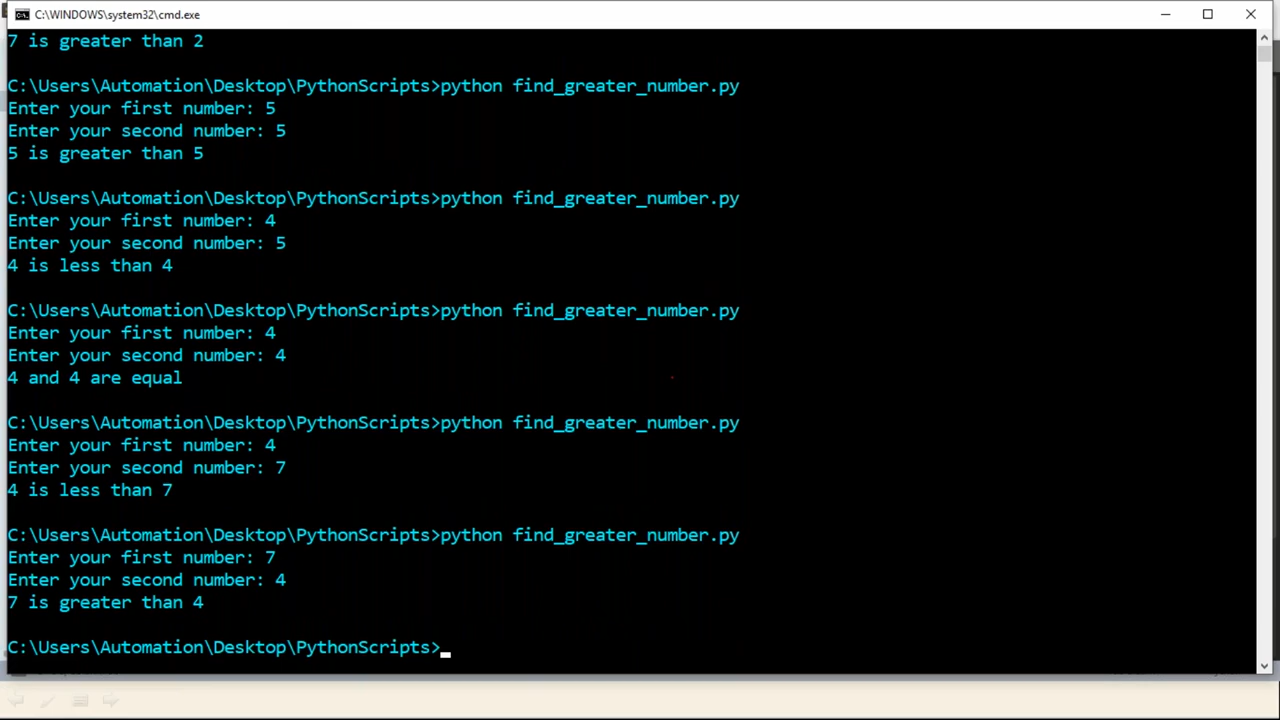 C:\WINDOWS\system32\cmd.exe
7 is greater than 2
C:\Users\Automation\Desktop\PythonScripts>python find_greater_number.py
Enter your first number: 5
Enter your second number: 5
5 is greater than 5
C:\Users\Automation\Desktop\PythonScripts>python find_greater_number.py
Enter your first number: 4
Enter your second number: 5
4 is less than 4
C:\Users\Automation\Desktop\PythonScripts>python find_greater_number.py
Enter your first number: 4
Enter your second number: 4
4 and 4 are equal
C:\Users\Automation\Desktop\PythonScripts>python find_greater_number.py
Enter your first number: 4
Enter your second number: 7
4 is less than 7
C:\Users\Automation\Desktop\PythonScripts>python find_greater_number.py
Enter your first number: 7
Enter your second number: 4
7 is greater than 4
C:\Users\Automation\Desktop\PythonScripts>